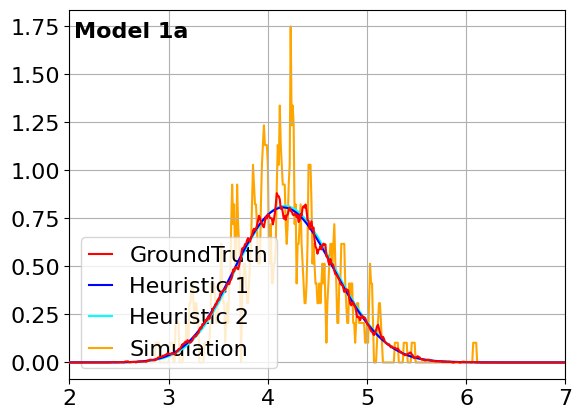 Model 1a
1.75
1.50
1.25
1.00
0.75
0.50
0.25
0.00
GroundTruth
Heuristic 1
Heuristic 2
Simulation
2 3 4 5 6 7